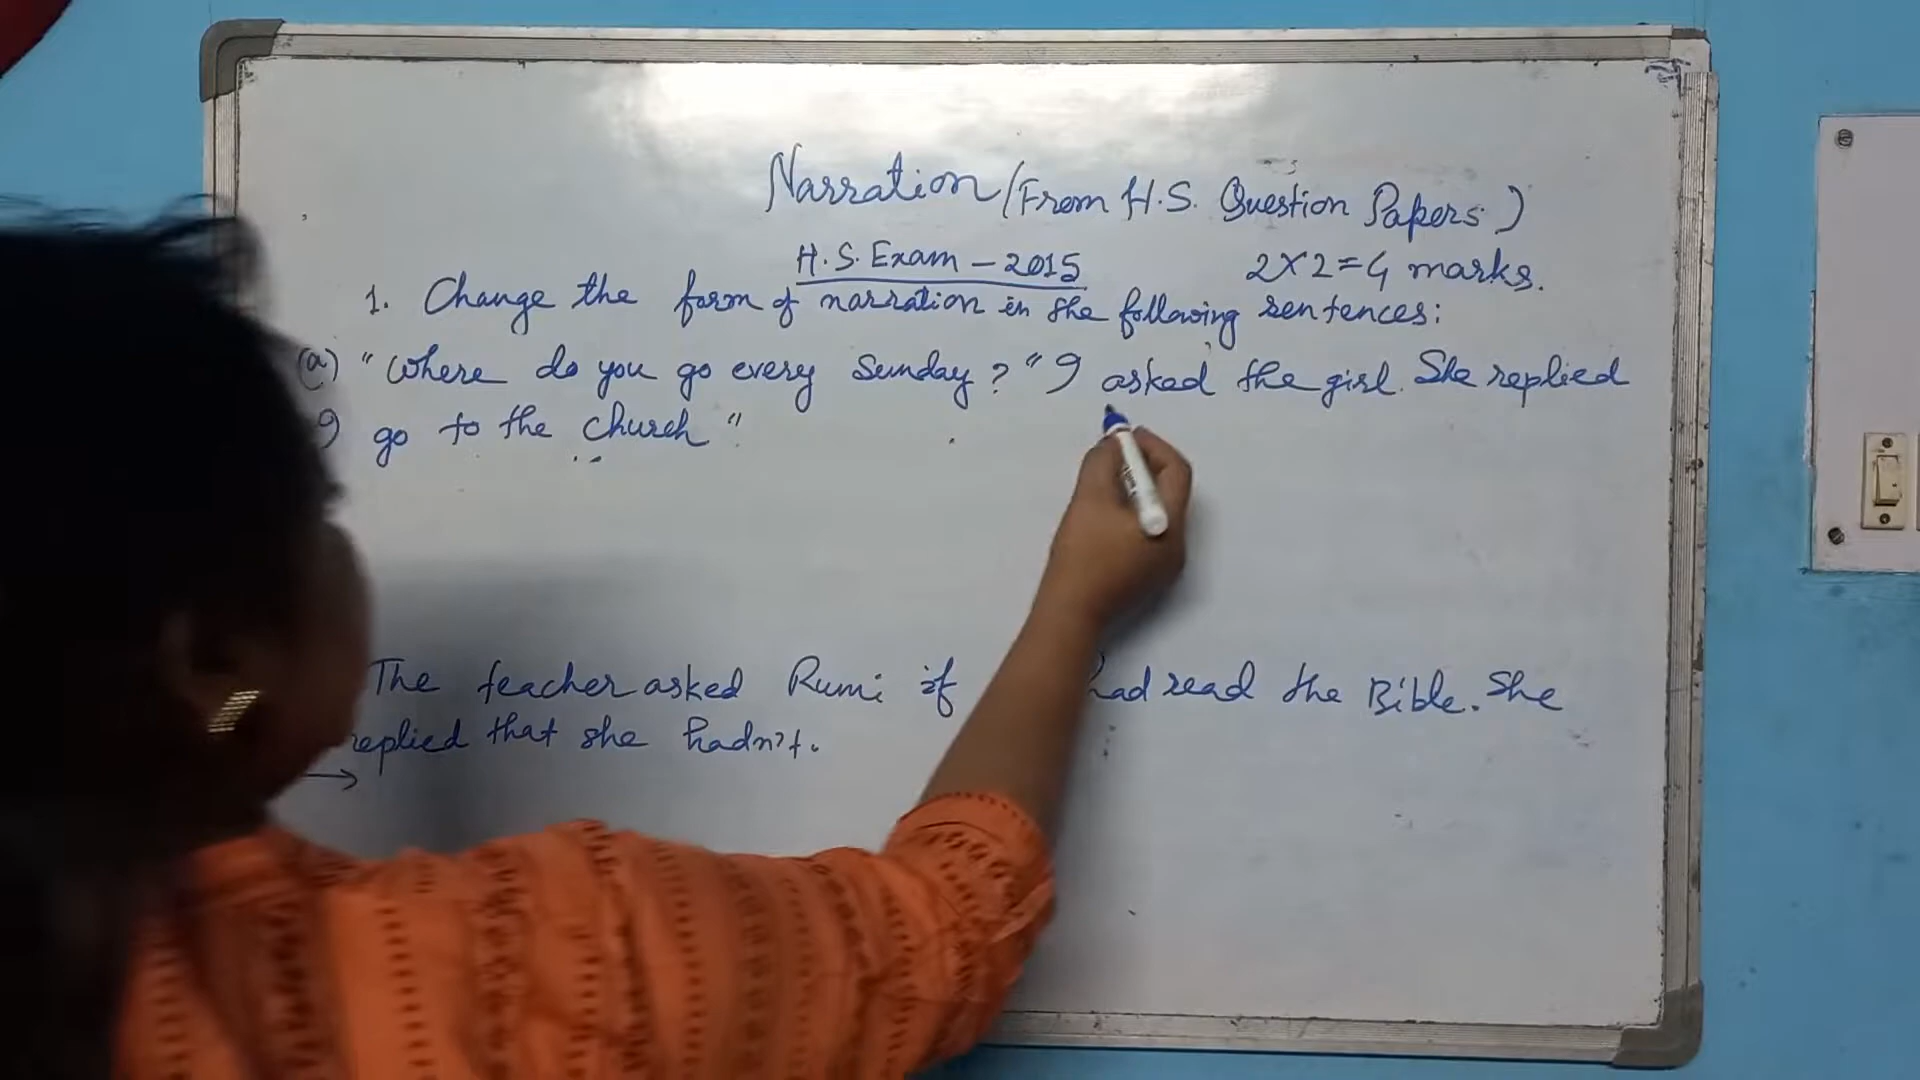 Narration (From H.S. Question Papers)
H.S. Exam - 2015
2x2=4 marks.
1. Change the form of narration in the following sentences:
(a) "Where do you go every Sunday?" I asked the girl. She replied
I go to the church"
The teacher asked Rumi if had read the Bible. She
replied that she hadn't.
→